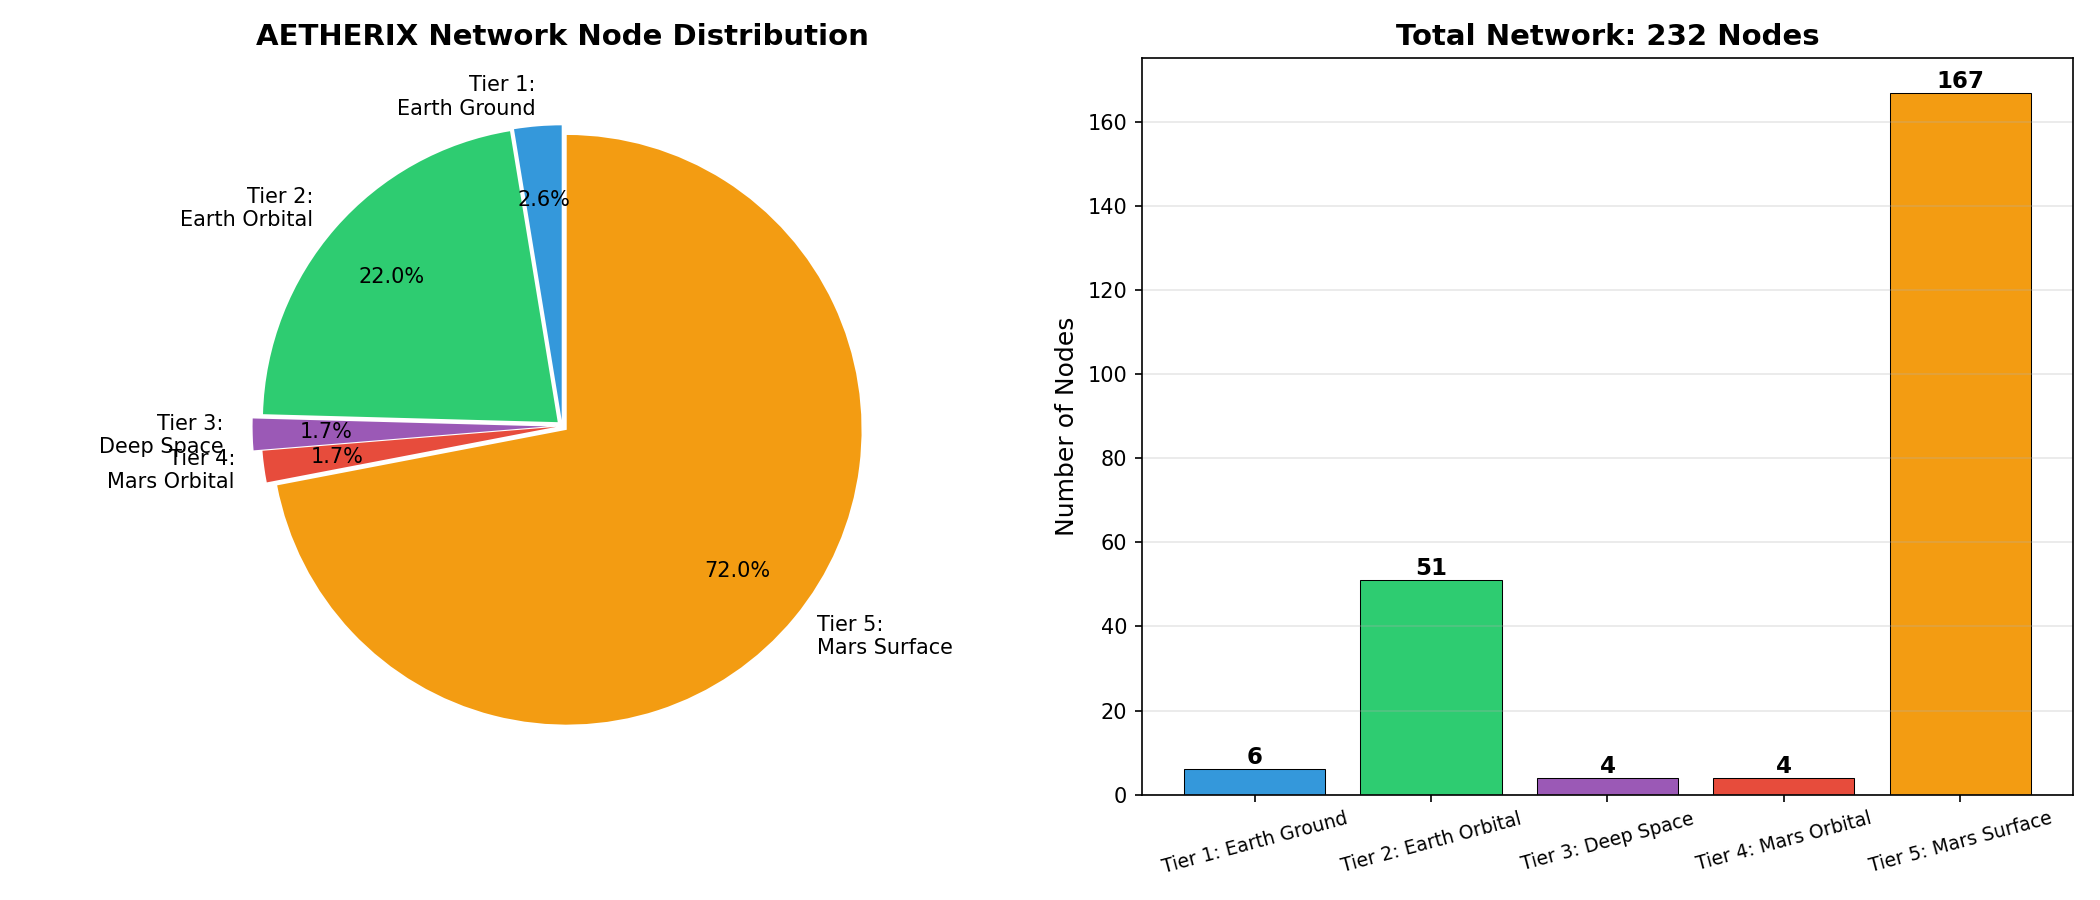 AETHERIX Network Node Distribution
Tier 1:
Earth Ground
2.6%
Tier 2:
Earth Orbital
22.0%
Tier 3:
Deep Space
1.7%
Tier 4:
Mars Orbital
1.7%
72.0%
Tier 5:
Mars Surface
Total Network: 232 Nodes
Number of Nodes
160
140
120
100
80
60
40
20
0
6
51
4
4
167
Tier 1: Earth Ground
Tier 2: Earth Orbital
Tier 3: Deep Space
Tier 4: Mars Orbital
Tier 5: Mars Surface